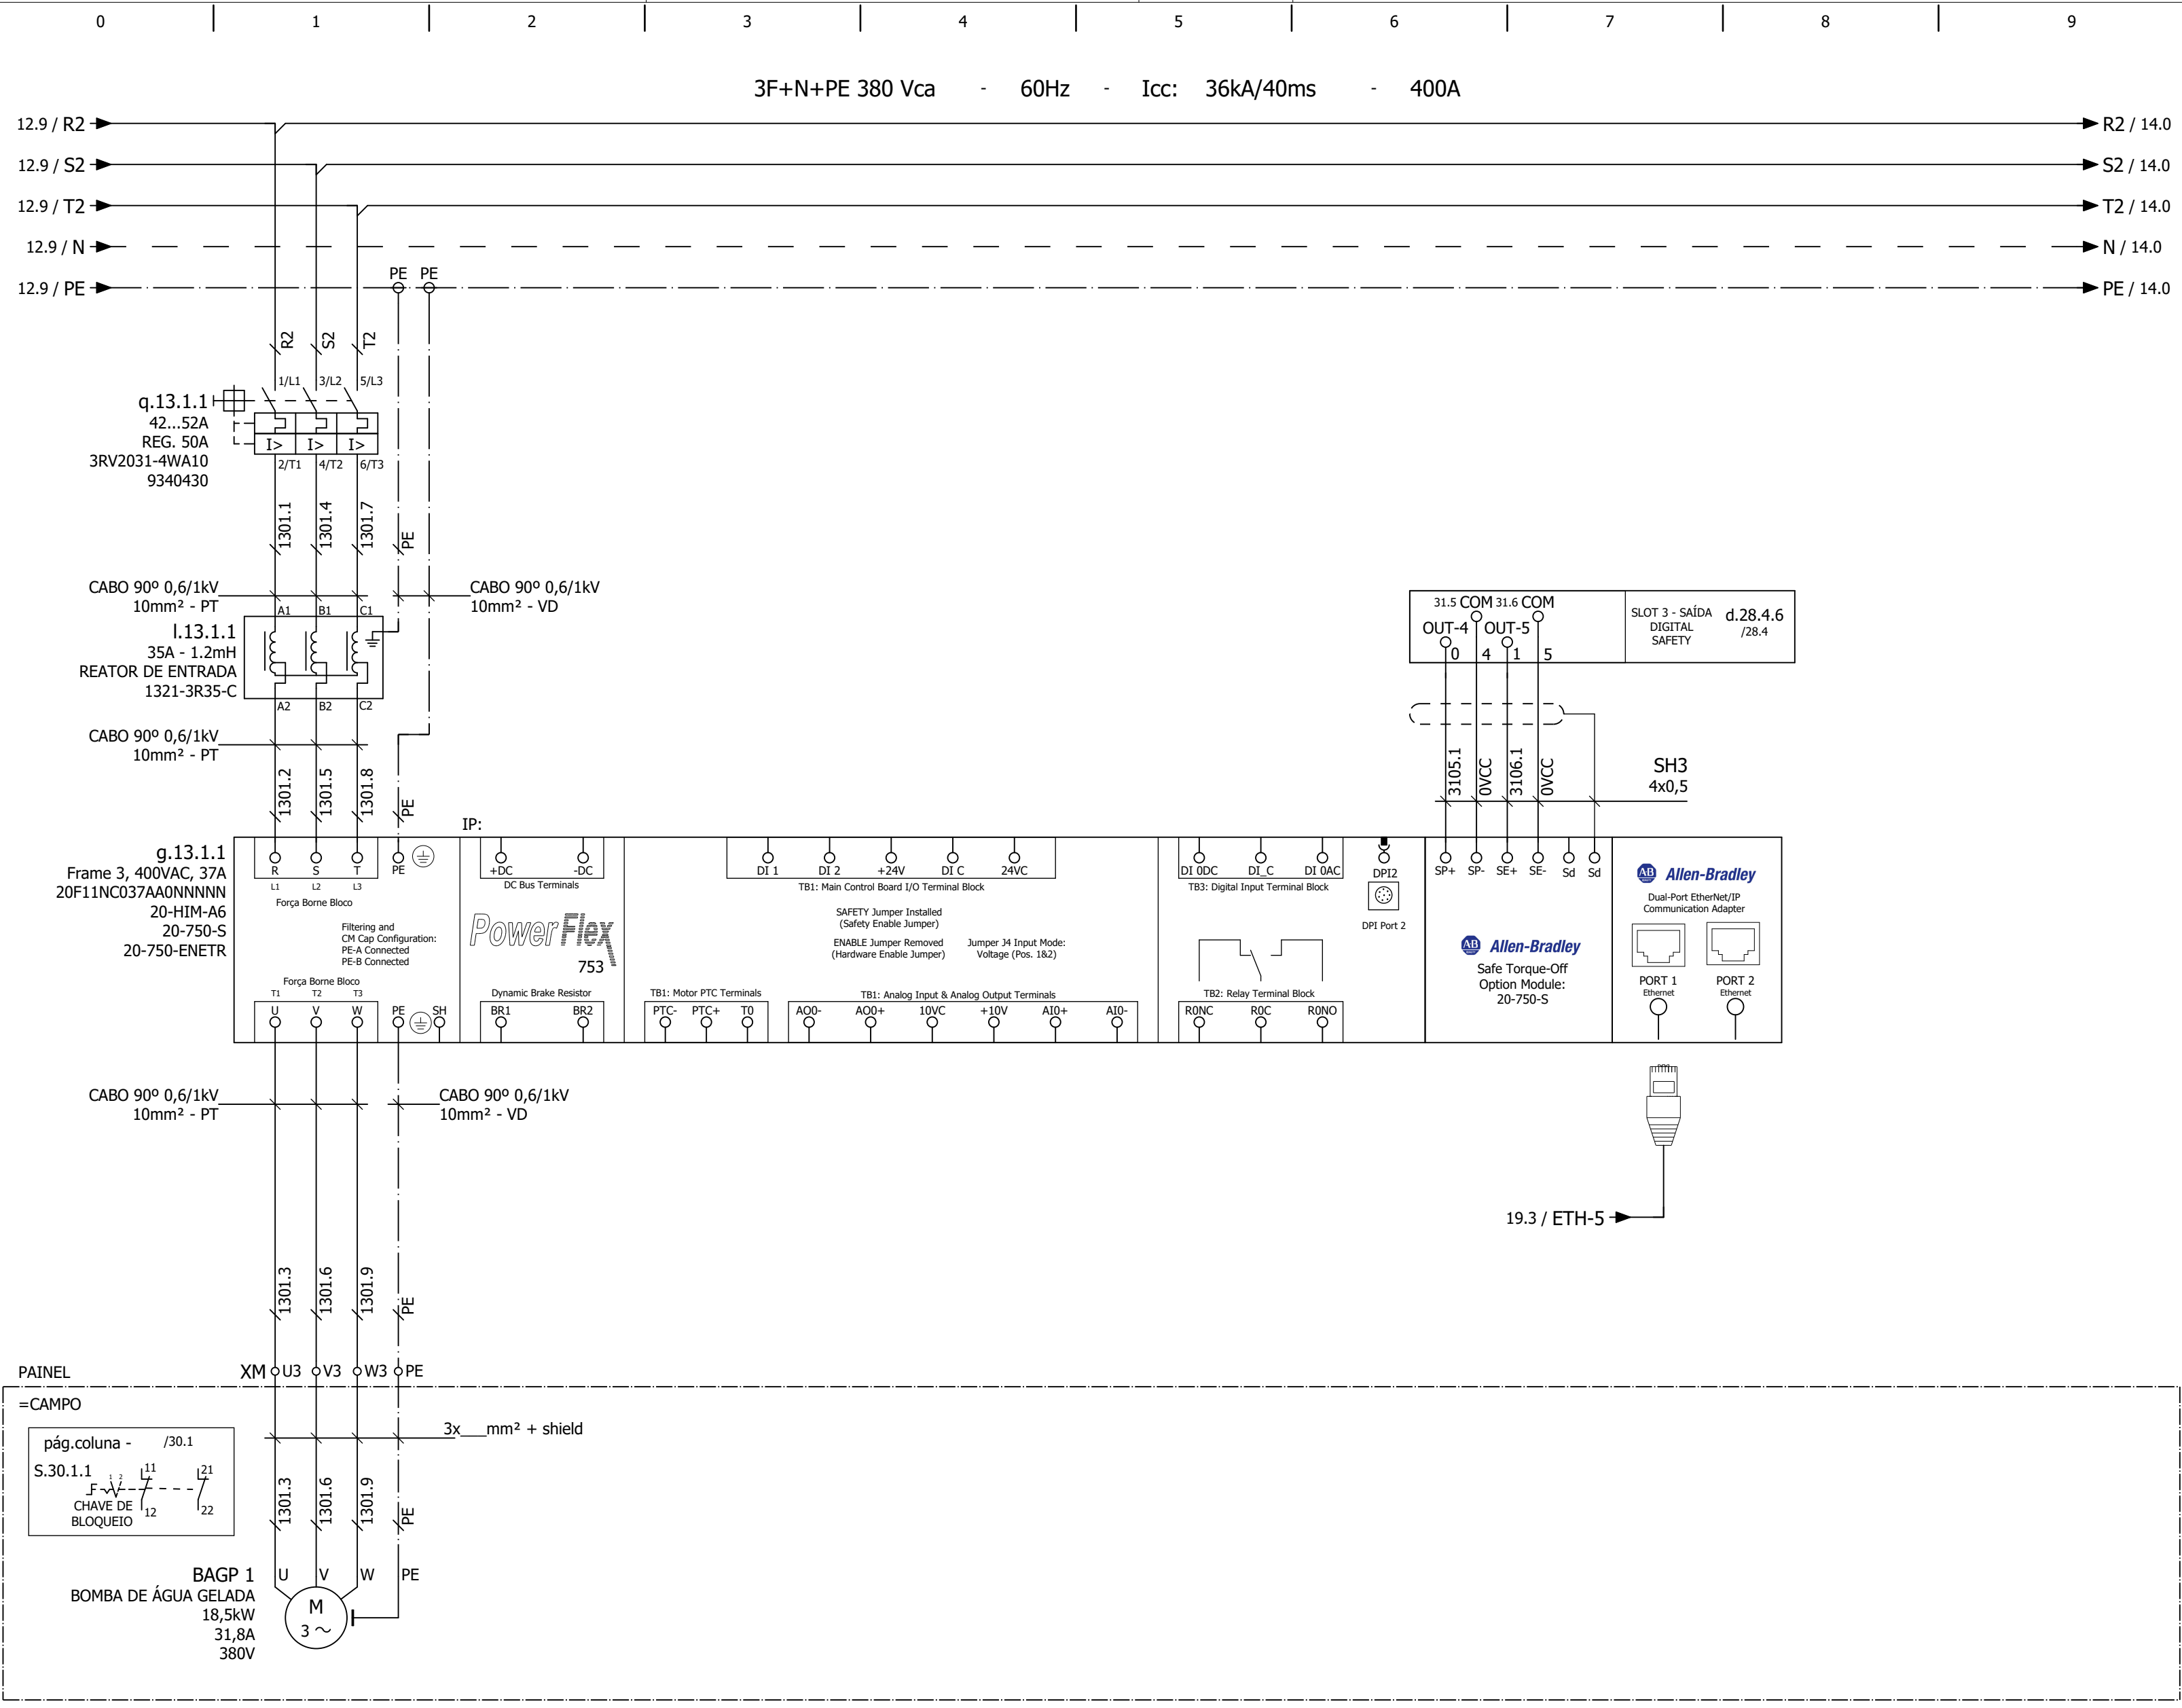 0 1 2 3 4 5 6 7 8 9
3F+N+PE 380 Vca - 60Hz - Icc: 36kA/40ms - 400A
12.9 / R2 R2 / 14.0
12.9 / S2 S2 / 14.0
12.9 / T2 T2 / 14.0
12.9 / N N / 14.0
PE PE
12.9 / PE PE / 14.0
R2 S2 T2
1/L1 3/L2 5/L3
q.13.1.1
42...52A
REG. 50A
I> I> I>
3RV2031-4WA10
2/T1 4/T2 6/T3
9340430
1301.1 1301.4 1301.7 PE
CABO 90º 0,6/1kV
10mm² - PT
CABO 90º 0,6/1kV
10mm² - VD
A1 B1 C1
l.13.1.1
35A - 1.2mH
REATOR DE ENTRADA
1321-3R35-C
A2 B2 C2
CABO 90º 0,6/1kV
10mm² - PT
1301.2 1301.5 1301.8 PE
31.5 COM 31.6 COM
OUT-4 OUT-5
0 4 1 5
SLOT 3 - SAÍDA
DIGITAL
SAFETY
d.28.4.6
/28.4
3105.1 0VCC 3106.1 0VCC
SH3
4x0,5
IP:
g.13.1.1
Frame 3, 400VAC, 37A
20F11NC037AA0NNNNN
20-HIM-A6
20-750-S
20-750-ENETR
R S T PE
L1 L2 L3
Força Borne Bloco
Filtering and
CM Cap Configuration:
PE-A Connected
PE-B Connected
Força Borne Bloco
T1 T2 T3
U V W PE SH
+DC -DC
DC Bus Terminals
PowerFlex
753
Dynamic Brake Resistor
BR1 BR2
DI 1 DI 2 +24V DI C 24VC
TB1: Main Control Board I/O Terminal Block
SAFETY Jumper Installed
(Safety Enable Jumper)
ENABLE Jumper Removed
(Hardware Enable Jumper)
Jumper J4 Input Mode:
Voltage (Pos. 1&2)
TB1: Motor PTC Terminals
PTC- PTC+ T0
TB1: Analog Input & Analog Output Terminals
AO0- AO0+ 10VC +10V AI0+ AI0-
DI 0DC DI_C DI 0AC
TB3: Digital Input Terminal Block
TB2: Relay Terminal Block
R0NC R0C R0NO
DPI2
DPI Port 2
SP+ SP- SE+ SE- Sd Sd
AB Allen-Bradley
Safe Torque-Off
Option Module:
20-750-S
AB Allen-Bradley
Dual-Port EtherNet/IP
Communication Adapter
PORT 1 PORT 2
Ethernet Ethernet
CABO 90º 0,6/1kV
10mm² - PT
CABO 90º 0,6/1kV
10mm² - VD
19.3 / ETH-5
1301.3 1301.6 1301.9 PE
PAINEL
XM U3 V3 W3 PE
=CAMPO
3x___mm² + shield
pág.coluna - /30.1
S.30.1.1
1 2 11 21
CHAVE DE
BLOQUEIO
12 22
1301.3 1301.6 1301.9 PE
U V W PE
BAGP 1
BOMBA DE ÁGUA GELADA
18,5kW
31,8A
380V
M
3 ~